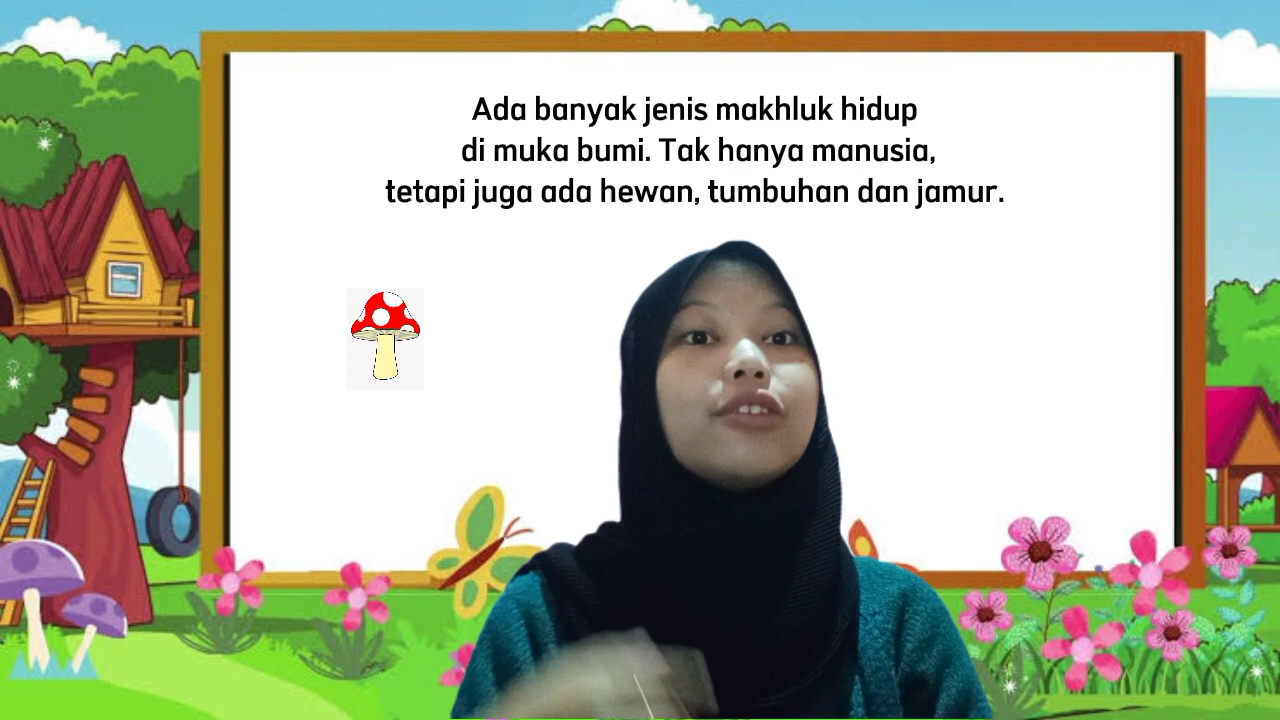 Ada banyak jenis makhluk hidup
di muka bumi. Tak hanya manusia,
tetapi juga ada hewan, tumbuhan dan jamur.